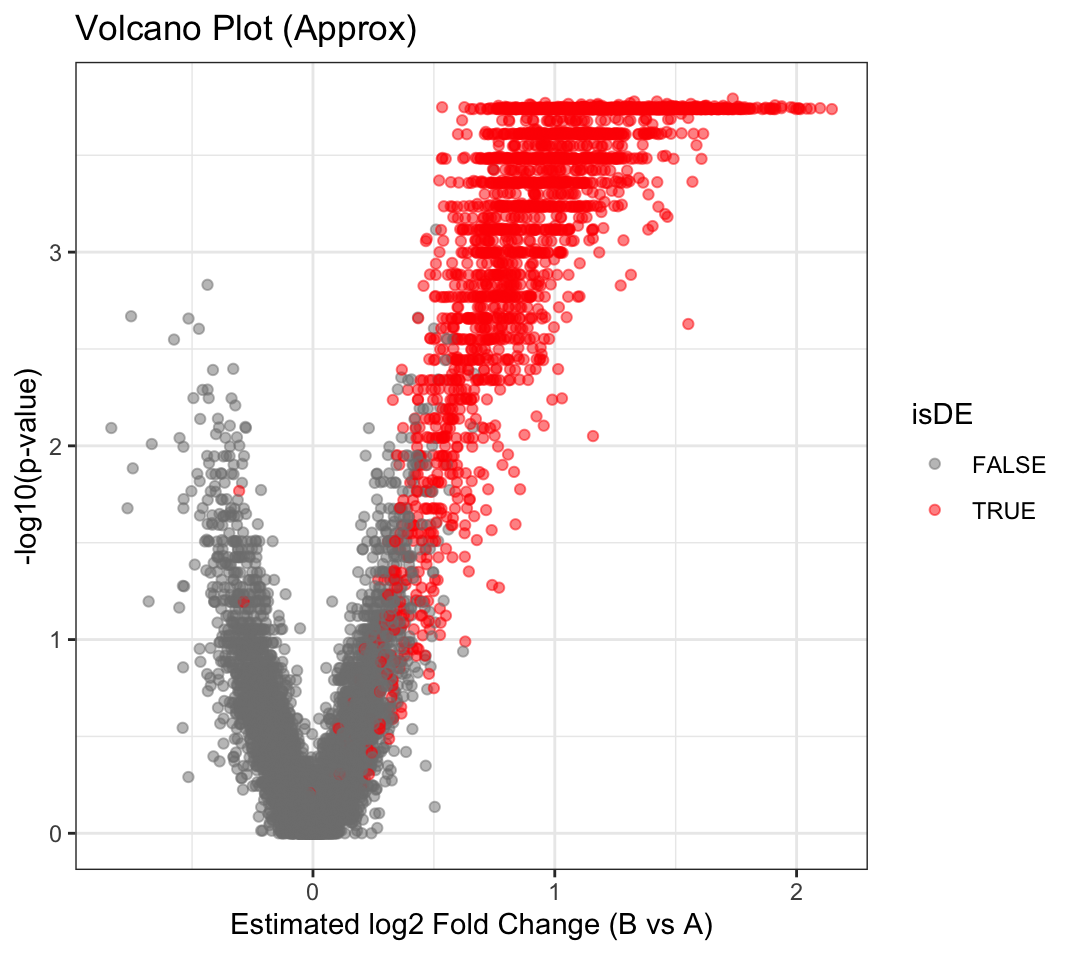 Volcano Plot (Approx)
-log10(p-value)
3
2
1
0
0
1
2
Estimated log2 Fold Change (B vs A)
isDE
FALSE
TRUE